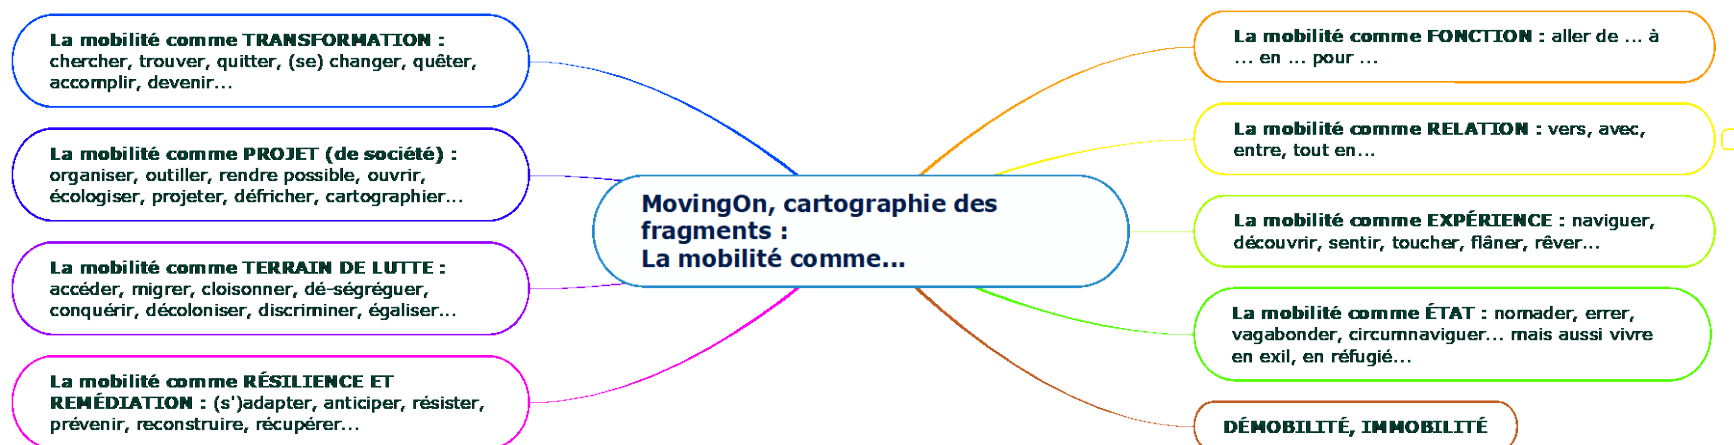 La mobilité comme TRANSFORMATION :
chercher, trouver, quitter, (se) changer, quêter,
accomplir, devenir...
La mobilité comme PROJET (de société) :
organiser, outiller, rendre possible, ouvrir,
écologiser, projeter, défricher, cartographier...
La mobilité comme TERRAIN DE LUTTE :
accéder, migrer, cloisonner, dé-ségréguer,
conquérir, décoloniser, discriminer, égaliser...
La mobilité comme RÉSILIENCE ET
REMÉDIATION : (s')adapter, anticiper, résister,
prévenir, reconstruire, récupérer...
MovingOn, cartographie des
fragments :
La mobilité comme...
La mobilité comme FONCTION : aller de ... à
... en ... pour ...
La mobilité comme RELATION : vers, avec,
entre, tout en...
La mobilité comme EXPÉRIENCE : naviguer,
découvrir, sentir, toucher, flâner, rêver...
La mobilité comme ÉTAT : nomader, errer,
vagabonder, circumnaviguer... mais aussi vivre
en exil, en réfugié...
DÉMOBILITÉ, IMMOBILITÉ